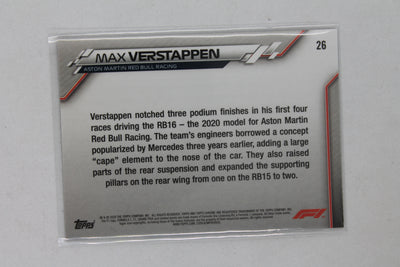 MAX VERSTAPPEN
26
ASTON MARTIN RED BULL RACING
Verstappen notched three podium finishes in his first four
races driving the RB16 – the 2020 model for Aston Martin
Red Bull Racing. The team's engineers borrowed a concept
popularized by Mercedes three years earlier, adding a large
"cape" element to the nose of the car. They also raised
parts of the rear suspension and expanded the supporting
pillars on the rear wing from one on the RB15 to two.
TOPPS
F1